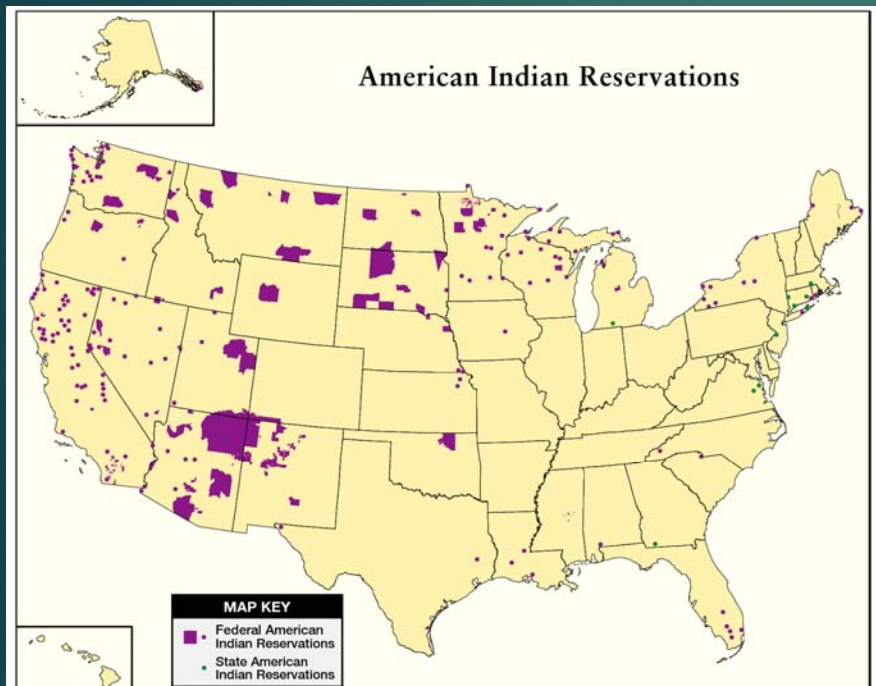 American Indian Reservations
MAP KEY
Federal American
Indian Reservations
State American
Indian Reservations